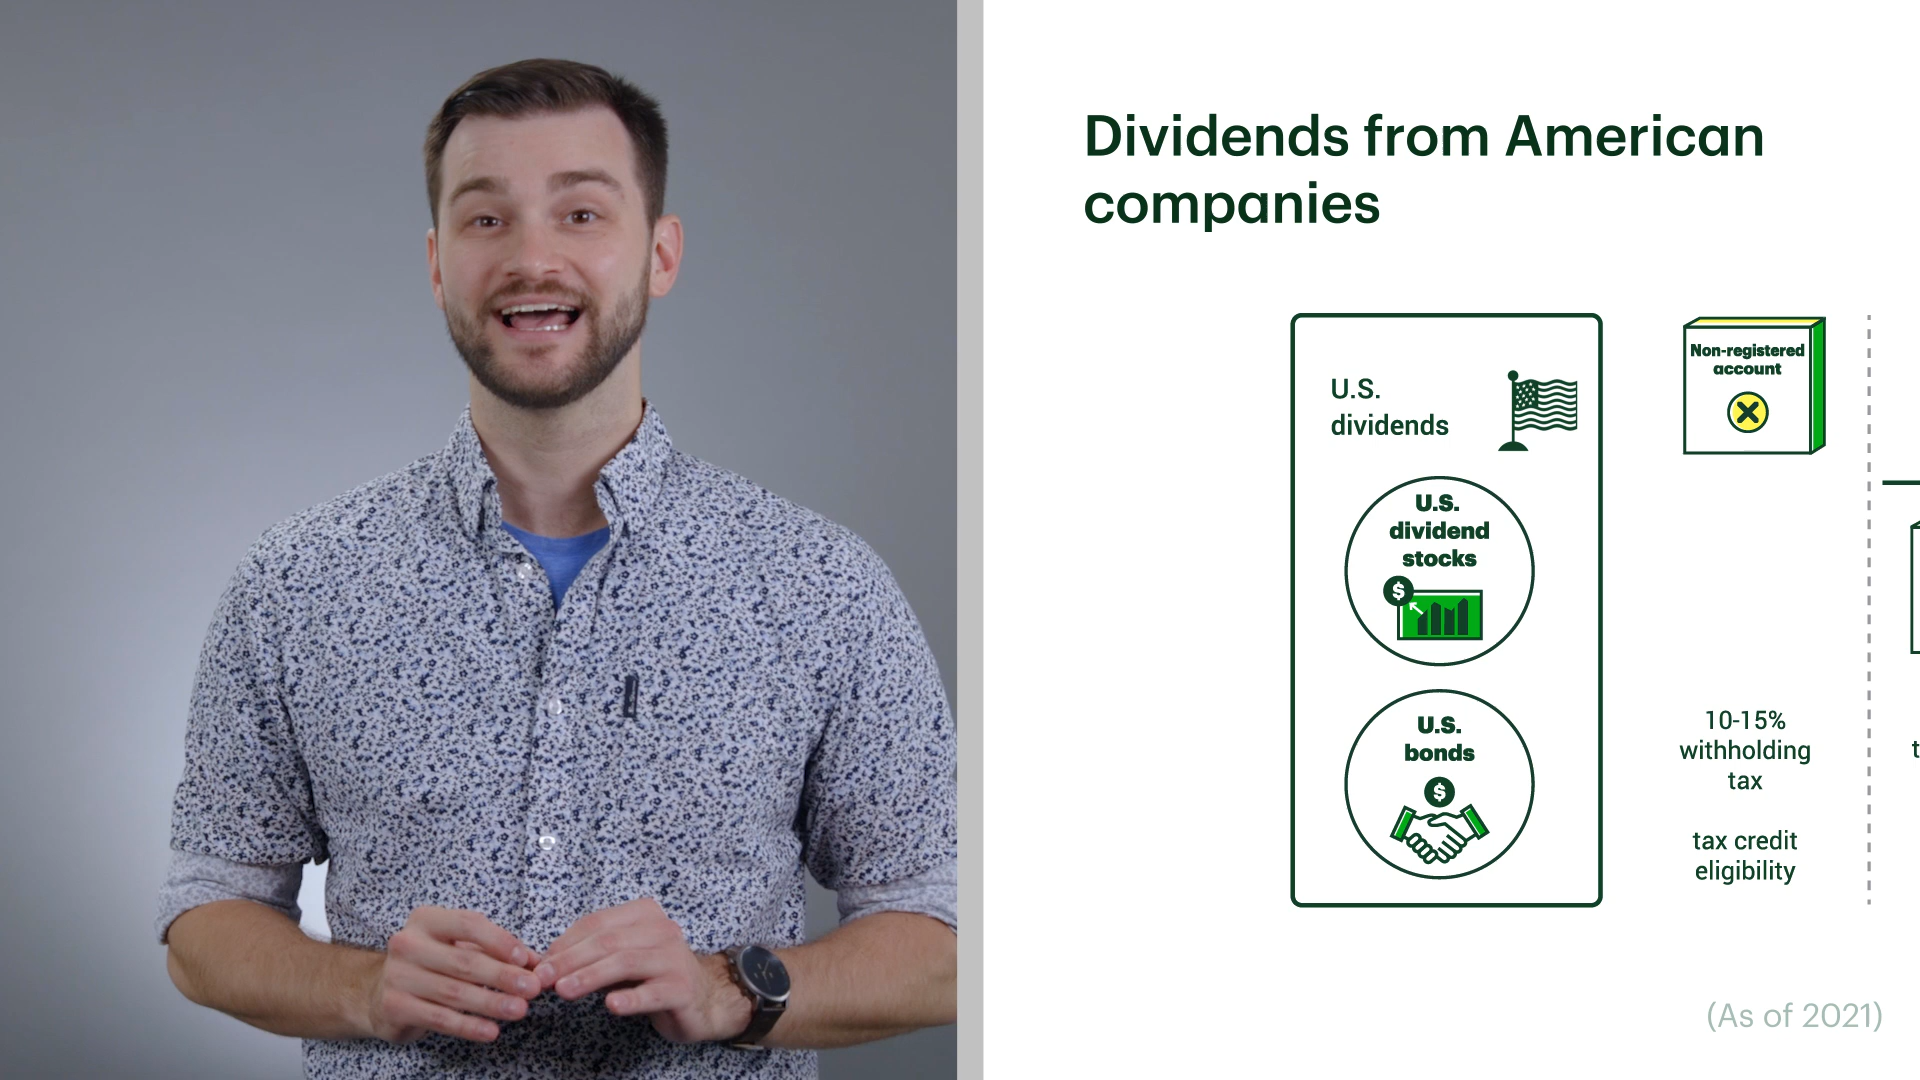 Dividends from American
companies
U.S.
dividends
U.S.
dividend
stocks
$
U.S.
bonds
$
Non-registered
account
10-15%
withholding
tax
tax credit
eligibility
(As of 2021)